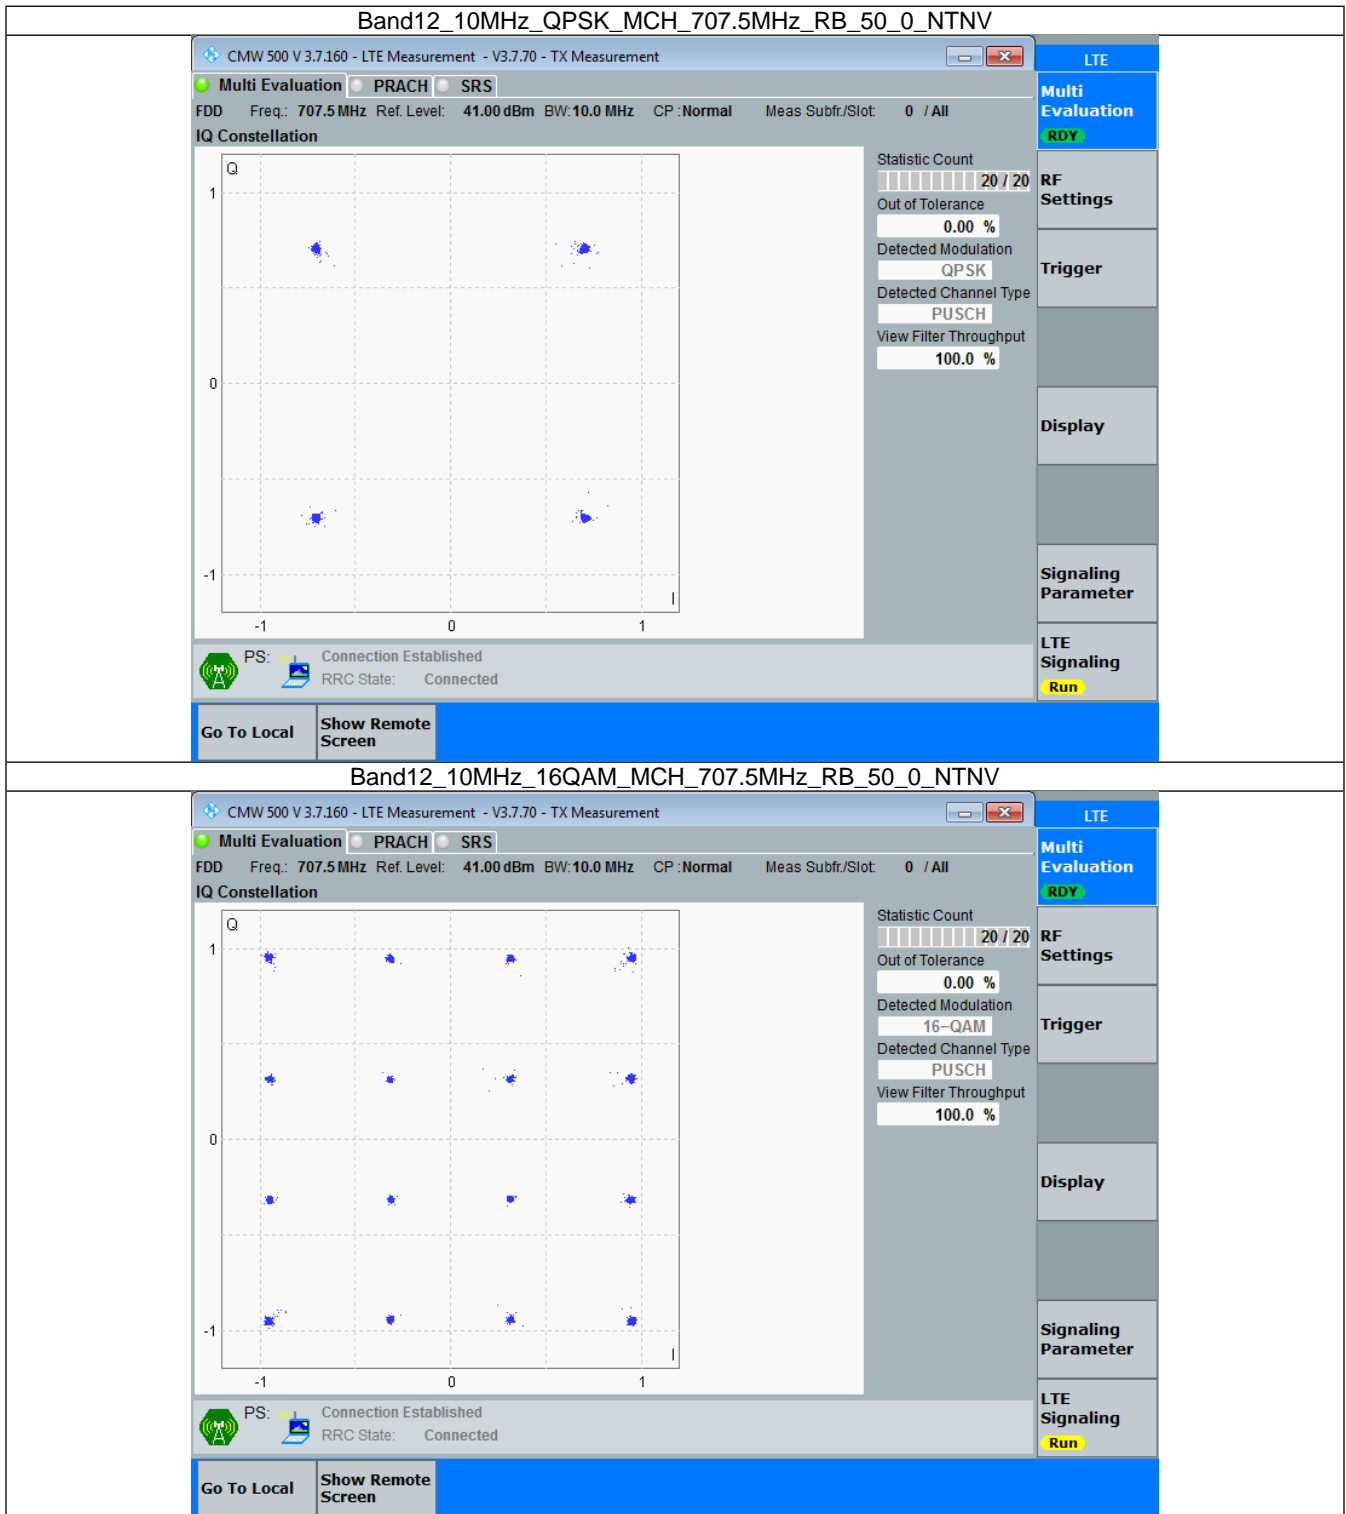 Band12_10MHz_QPSK_MCH_707.5MHz_RB_50_0_NTNV
CMW 500 V 3.7.160 - LTE Measurement - V3.7.70 - TX Measurement
LTE
Multi Evaluation PRACH SRS
Multi
Evaluation
RDY
FDD Freq.: 707.5 MHz Ref. Level: 41.00 dBm BW: 10.0 MHz CP : Normal Meas Subfr./Slot: 0 / All
IQ Constellation
Q
1
0
-1
I
-1 0 1
Statistic Count
20 / 20
Out of Tolerance
0.00 %
Detected Modulation
QPSK
Detected Channel Type
PUSCH
View Filter Throughput
100.0 %
RF
Settings
Trigger
Display
Signaling
Parameter
LTE
Signaling
Run
PS: Connection Established
RRC State: Connected
Go To Local
Show Remote
Screen
Band12_10MHz_16QAM_MCH_707.5MHz_RB_50_0_NTNV
CMW 500 V 3.7.160 - LTE Measurement - V3.7.70 - TX Measurement
LTE
Multi Evaluation PRACH SRS
Multi
Evaluation
RDY
FDD Freq.: 707.5 MHz Ref. Level: 41.00 dBm BW: 10.0 MHz CP : Normal Meas Subfr./Slot: 0 / All
IQ Constellation
Q
1
0
-1
I
-1 0 1
Statistic Count
20 / 20
Out of Tolerance
0.00 %
Detected Modulation
16-QAM
Detected Channel Type
PUSCH
View Filter Throughput
100.0 %
RF
Settings
Trigger
Display
Signaling
Parameter
LTE
Signaling
Run
PS: Connection Established
RRC State: Connected
Go To Local
Show Remote
Screen